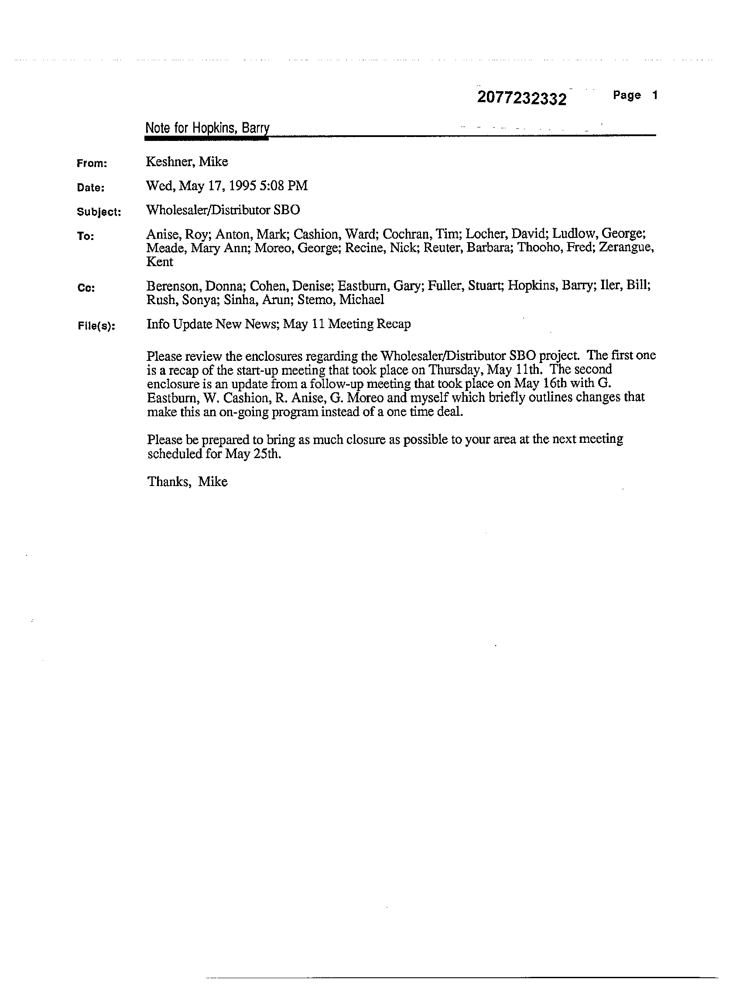 2077232332 Page 1
Note for Hopkins, Barry
From: Keshner, Mike
Date: Wed, May 17, 1995 5:08 PM
Subject: Wholesaler/Distributor SBO
To: Anise, Roy; Anton, Mark; Cashion, Ward; Cochran, Tim; Locher, David; Ludlow, George;
Meade, Mary Ann; Moreo, George; Recine, Nick; Reuter, Barbara; Thooho, Fred; Zerangue,
Kent
Cc: Berenson, Donna; Cohen, Denise; Eastburn, Gary; Fuller, Stuart; Hopkins, Barry; Iler, Bill;
Rush, Sonya; Sinha, Arun; Stemo, Michael
File(s): Info Update New News; May 11 Meeting Recap
Please review the enclosures regarding the Wholesaler/Distributor SBO project. The first one
is a recap of the start-up meeting that took place on Thursday, May 11th. The second
enclosure is an update from a follow-up meeting that took place on May 16th with G.
Eastburn, W. Cashion, R. Anise, G. Moreo and myself which briefly outlines changes that
make this an on-going program instead of a one time deal.
Please be prepared to bring as much closure as possible to your area at the next meeting
scheduled for May 25th.
Thanks, Mike